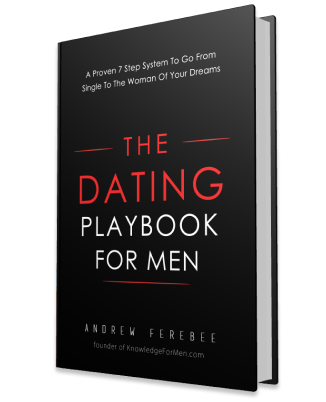 A Proven 7 Step System To Go From
Single To The Woman Of Your Dreams
THE
DATING
PLAYBOOK
FOR MEN
ANDREW FEREBEE
founder of KnowledgeForMen.com